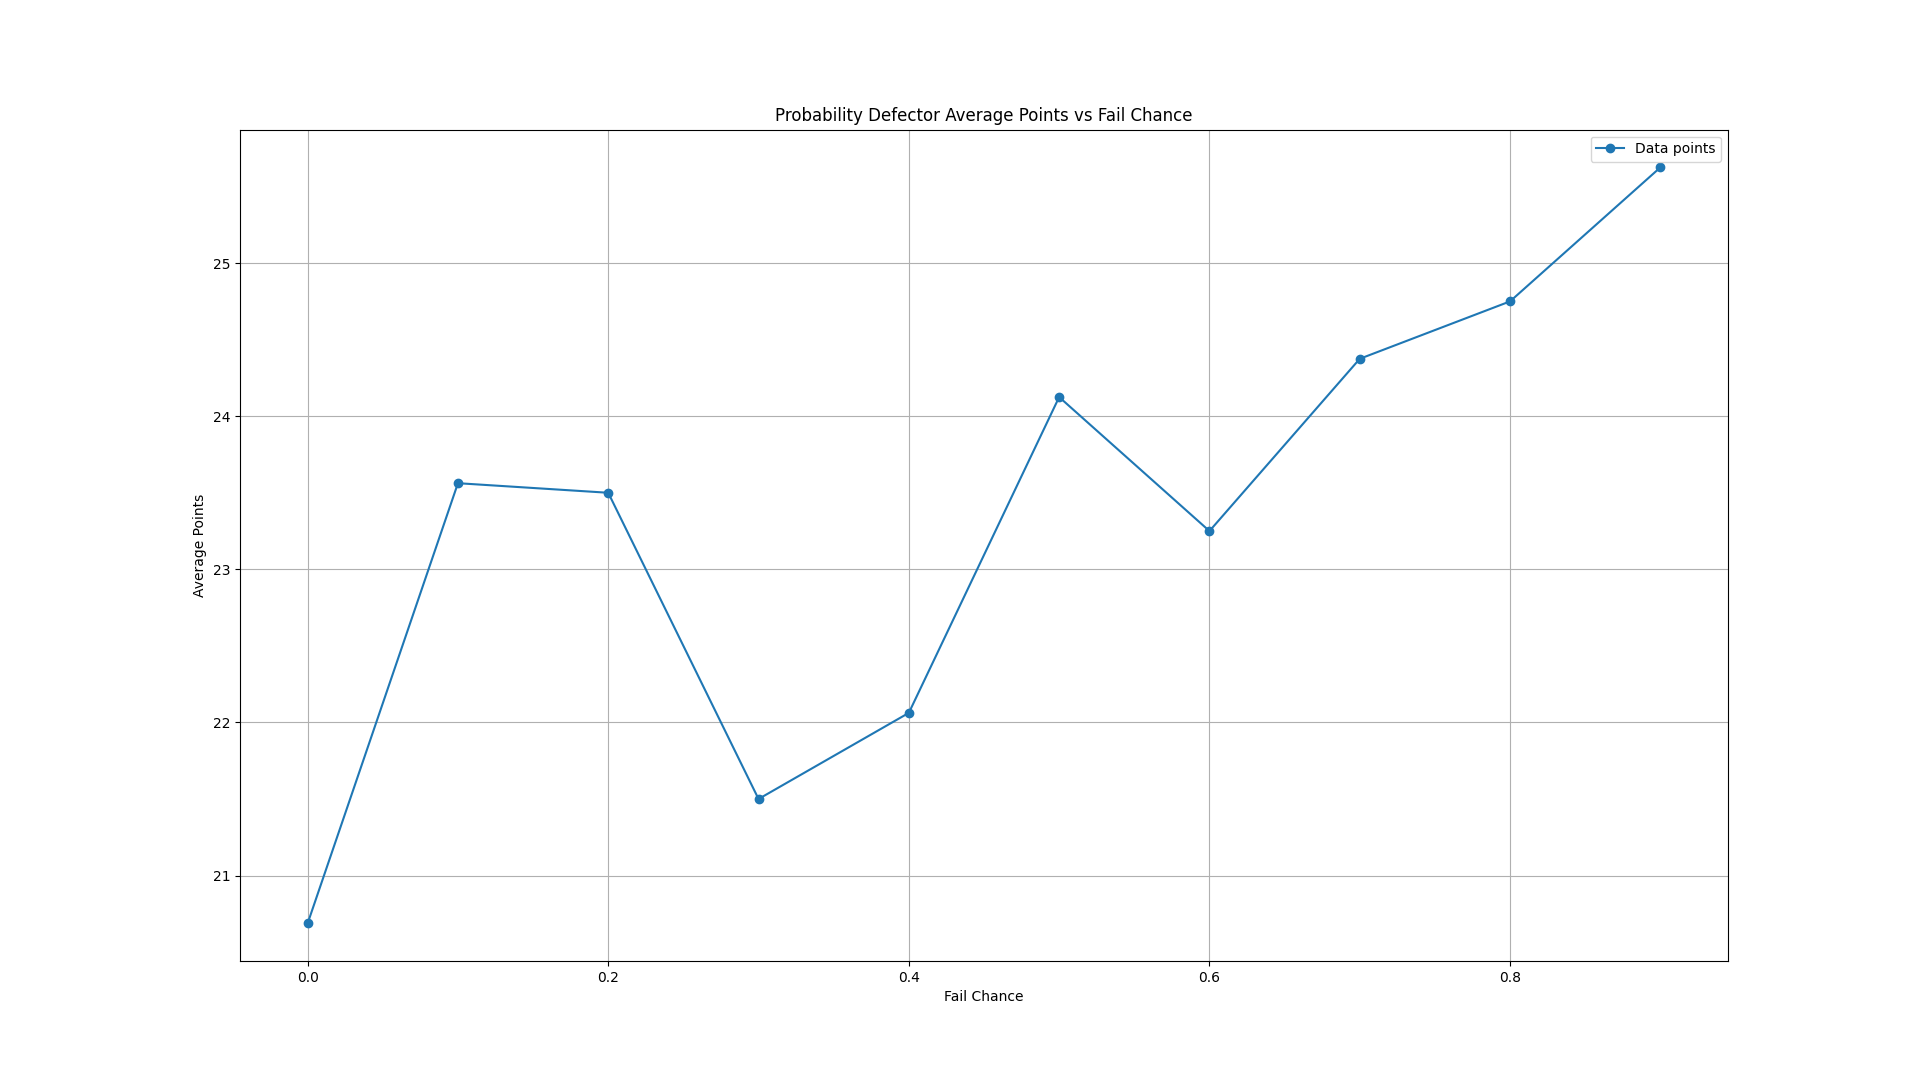 Probability Defector Average Points vs Fail Chance
Data points
25
24
23
22
21
Average Points
0.0 0.2 0.4 0.6 0.8
Fail Chance